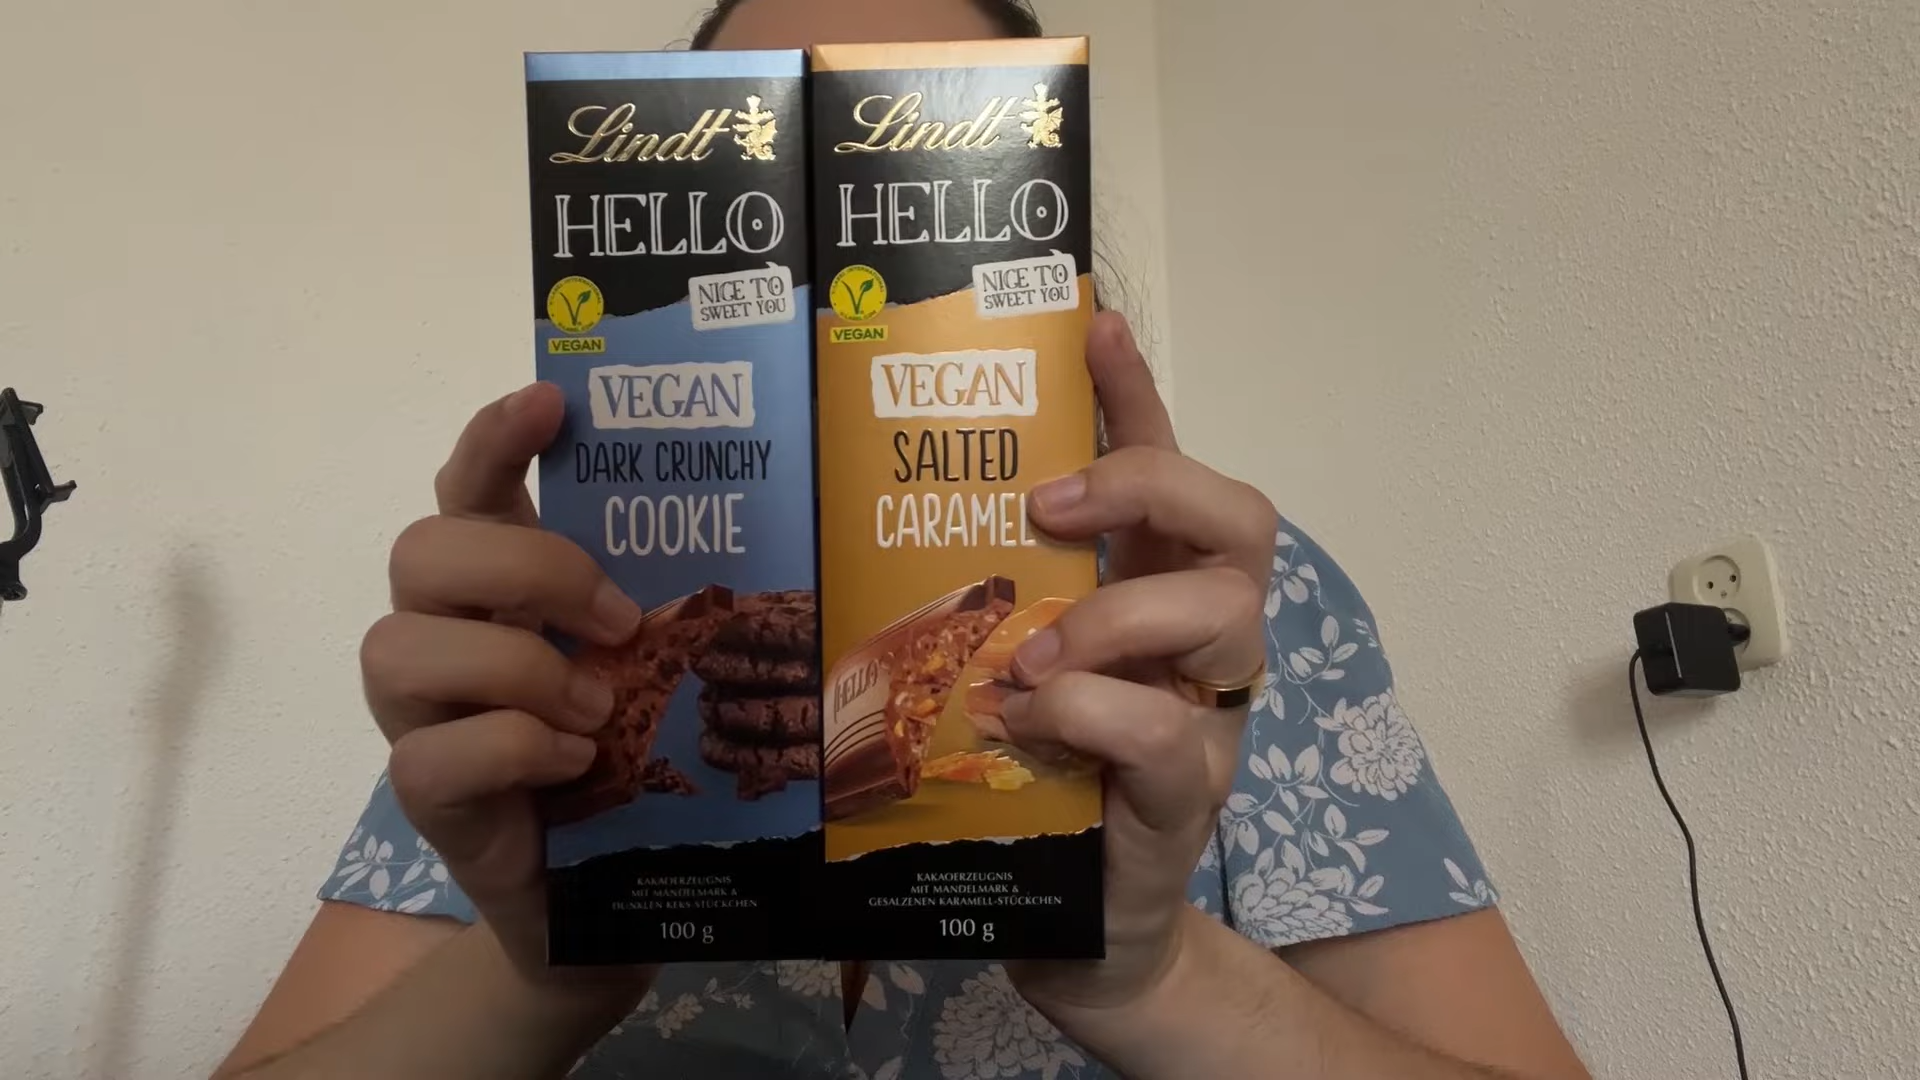 Lindt
HELLO
NICE TO
SWEET YOU
VEGAN
VEGAN
DARK CRUNCHY
COOKIE
KAKAOERZEUGNIS
MIT MANDELMARK &
DUNKLEN KEKS-STÜCKCHEN
100 g
Lindt
HELLO
NICE TO
SWEET YOU
VEGAN
VEGAN
SALTED
CARAMEL
HELLO
KAKAOERZEUGNIS
MIT MANDELMARK &
GESALZENEN KARAMELL-STÜCKCHEN
100 g